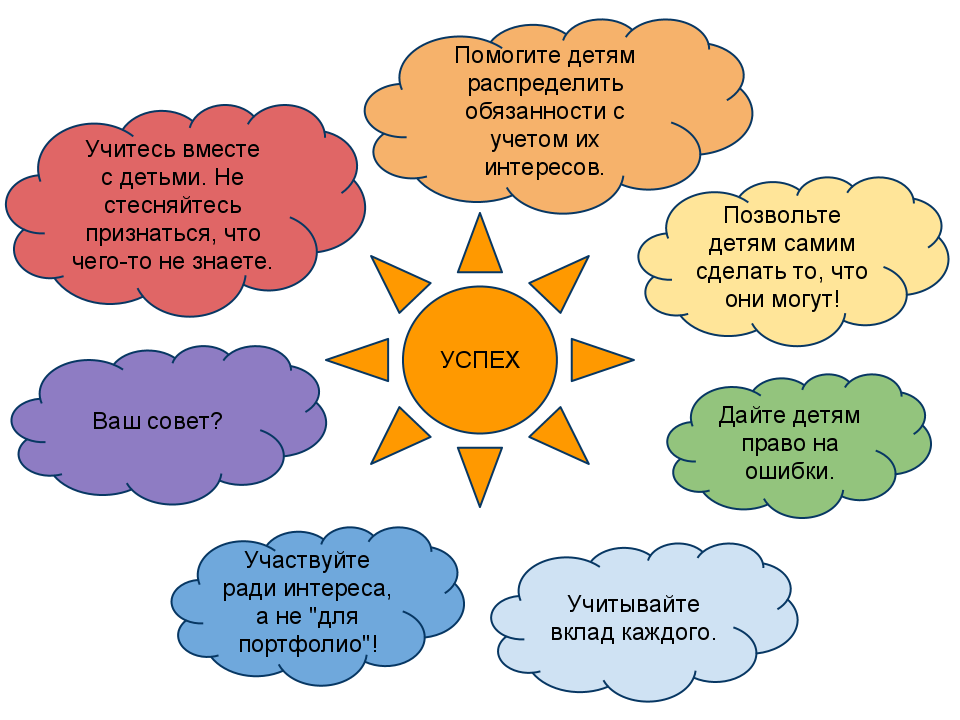 Помогите детям
распределить
обязанности с
учетом их
интересов.
Учитесь вместе
с детьми. Не
стесняйтесь
признаться, что
чего-то не знаете.
Позвольте
детям самим
сделать то, что
они могут!
УСПЕХ
Ваш совет?
Дайте детям
право на
ошибки.
Участвуйте
ради интереса,
а не "для
портфолио"!
Учитывайте
вклад каждого.